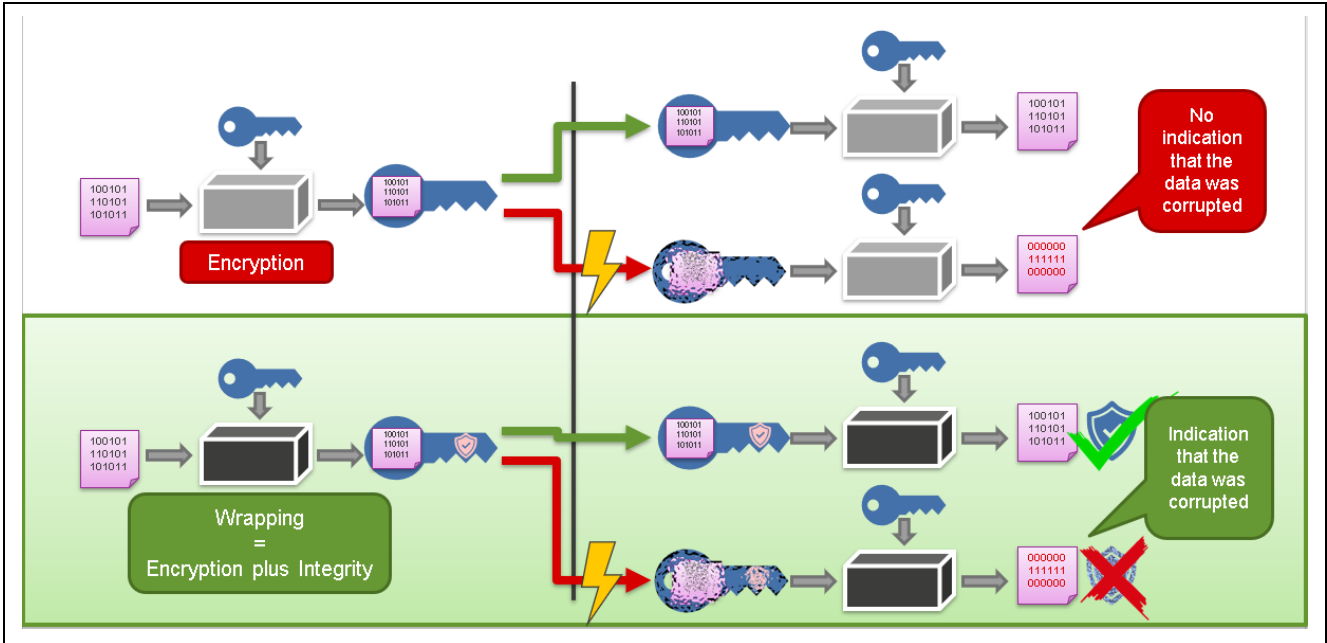 100101
110101
101011
Encryption
100101
110101
101011
100101
110101
101011
100101
110101
101011
No
indication
that the
data was
corrupted
000000
111111
000000
100101
110101
101011
Wrapping
=
Encryption plus Integrity
100101
110101
101011
100101
110101
101011
100101
110101
101011
Indication
that the
data was
corrupted
000000
111111
000000